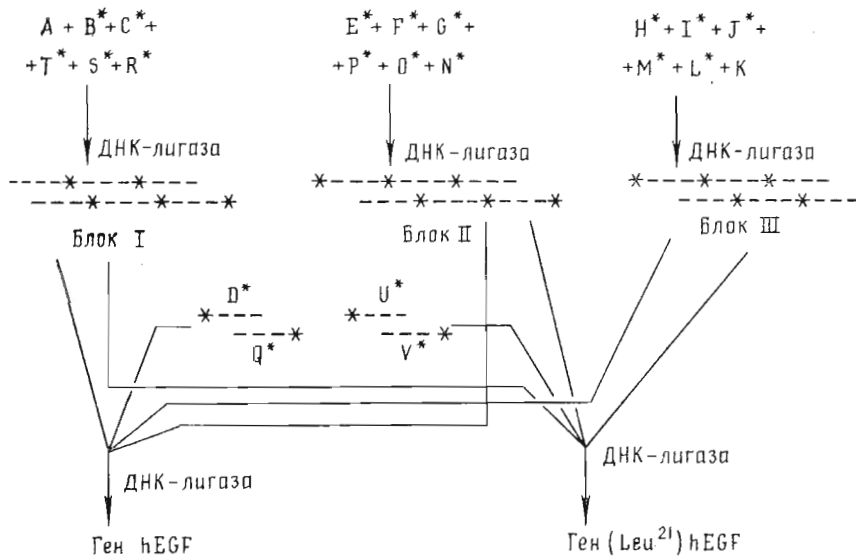 A + B* + C* +
+ T* + S* + R*
E* + F* + G* +
+ P* + O* + N*
H* + I* + J* +
+ M* + L* + K
ДНК-лигаза
ДНК-лигаза
ДНК-лигаза
Блок I
Блок II
Блок III
D*
U*
Q*
V*
ДНК-лигаза
ДНК-лигаза
Ген hEGF
Ген (Leu²¹) hEGF